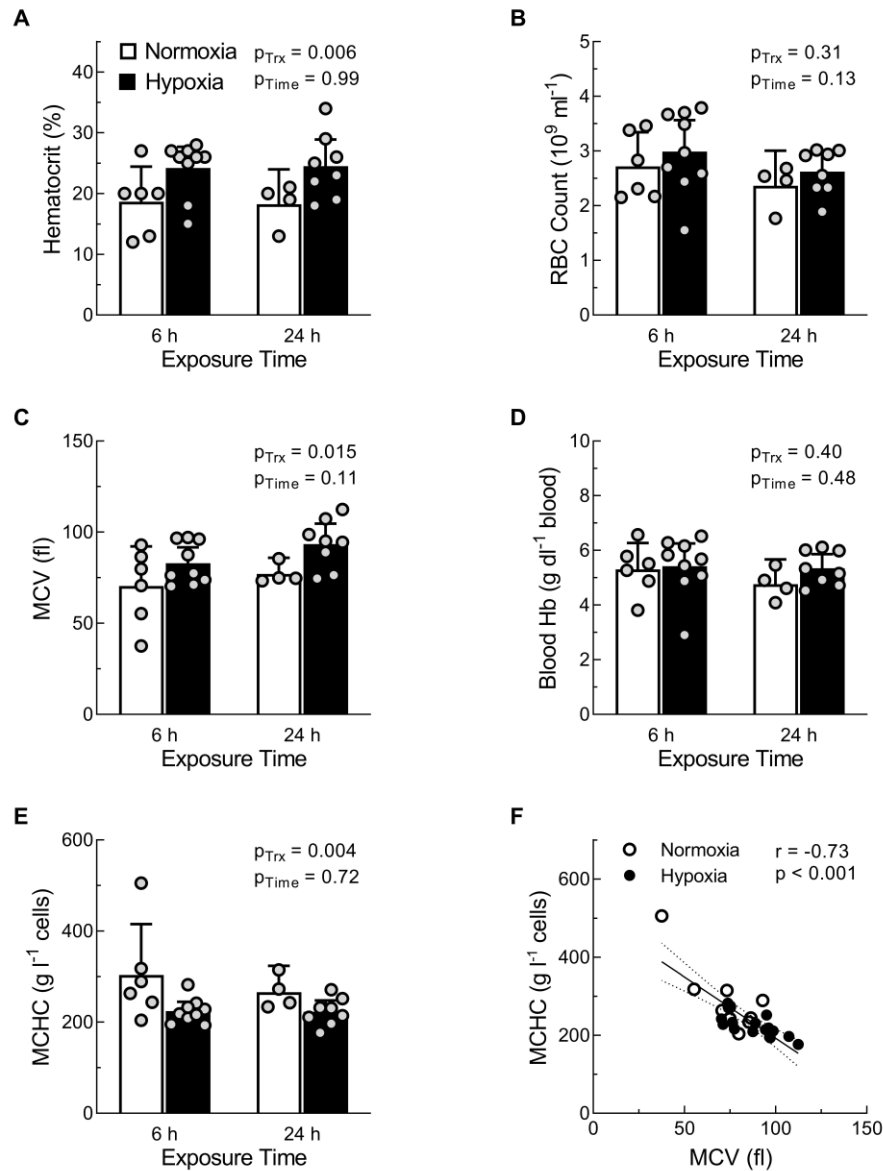 A
Normoxia
Hypoxia
pTrx = 0.006
pTime = 0.99
Hematocrit (%)
40
30
20
10
0
6 h
24 h
Exposure Time
B
pTrx = 0.31
pTime = 0.13
RBC Count (10⁹ ml⁻¹)
5
4
3
2
1
0
6 h
24 h
Exposure Time
C
pTrx = 0.015
pTime = 0.11
MCV (fl)
150
100
50
0
6 h
24 h
Exposure Time
D
pTrx = 0.40
pTime = 0.48
Blood Hb (g dl⁻¹ blood)
10
8
6
4
2
0
6 h
24 h
Exposure Time
E
pTrx = 0.004
pTime = 0.72
MCHC (g l⁻¹ cells)
600
400
200
0
6 h
24 h
Exposure Time
F
Normoxia
Hypoxia
r = -0.73
p < 0.001
MCHC (g l⁻¹ cells)
600
400
200
0
0
50
100
150
MCV (fl)